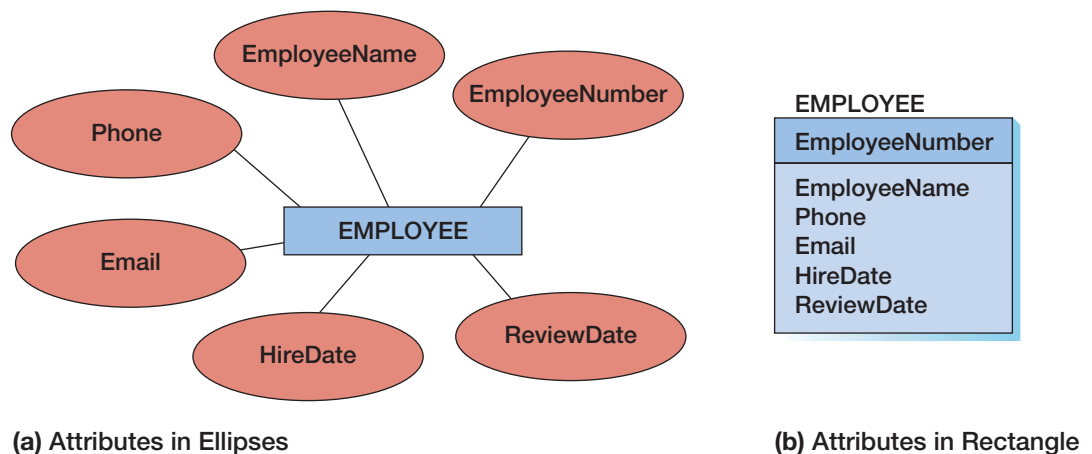 EmployeeName
EmployeeNumber
Phone
EMPLOYEE
Email
HireDate
ReviewDate
(a) Attributes in Ellipses
EMPLOYEE
EmployeeNumber
EmployeeName
Phone
Email
HireDate
ReviewDate
(b) Attributes in Rectangle